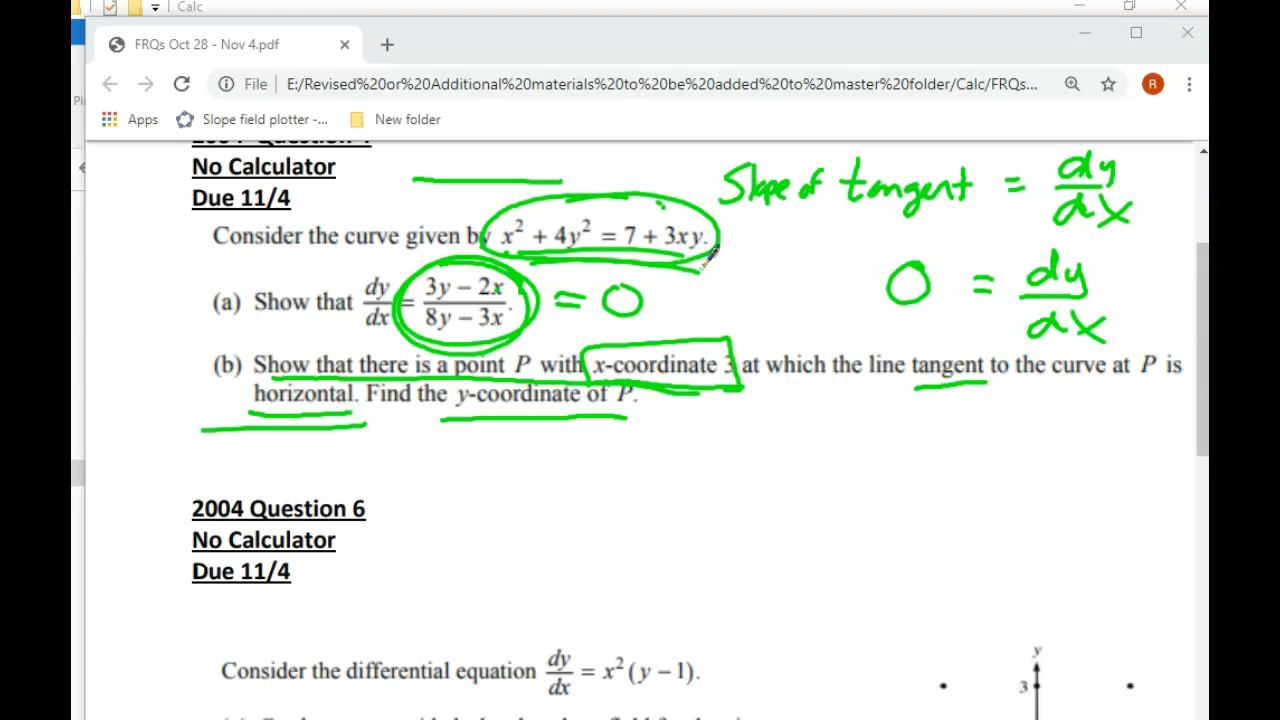 Calc
FRQs Oct 28 - Nov 4.pdf
File E:/Revised%20or%20Additional%20materials%20to%20be%20added%20to%20master%20folder/Calc/FRQs... R
Apps Slope field plotter -... New folder
No Calculator
Due 11/4
Slope of tangent = dy/dx
Consider the curve given by x² + 4y² = 7 + 3xy.
(a) Show that dy/dx = (3y − 2x)/(8y − 3x). = 0
0 = dy/dx
(b) Show that there is a point P with x-coordinate 3 at which the line tangent to the curve at P is
horizontal. Find the y-coordinate of P.
2004 Question 6
No Calculator
Due 11/4
y
Consider the differential equation dy/dx = x² (y − 1).
3